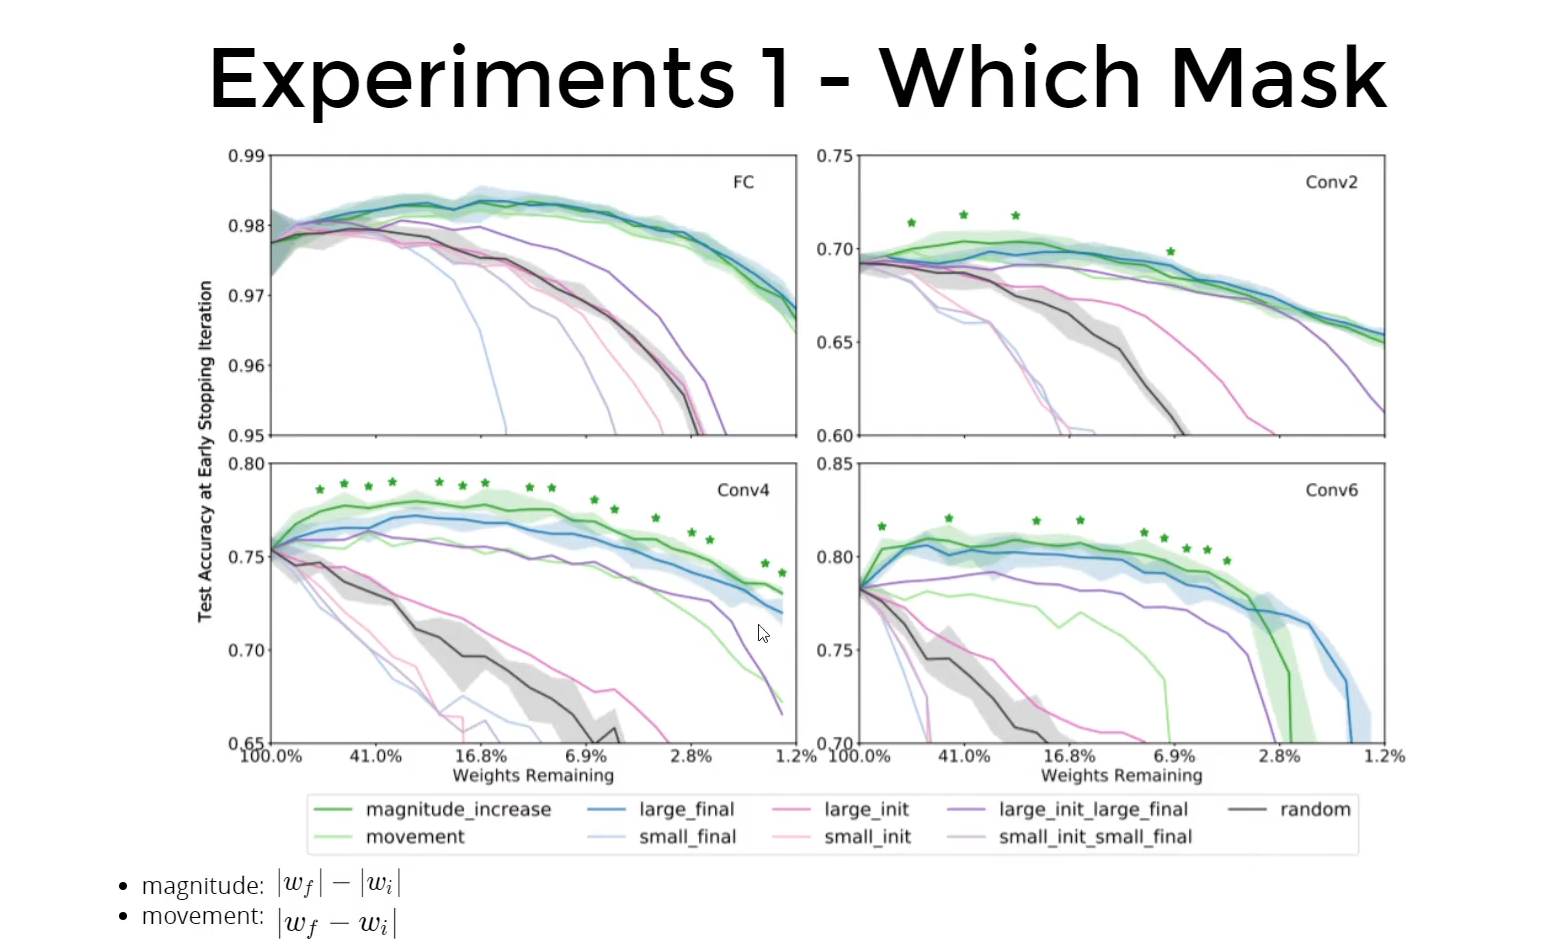 Experiments 1 - Which Mask
Test Accuracy at Early Stopping Iteration
0.99
0.98
0.97
0.96
0.95
FC
0.75
0.70
0.65
0.60
Conv2
0.80
0.75
0.70
0.65
Conv4
100.0% 41.0% 16.8% 6.9% 2.8% 1.2%
Weights Remaining
0.85
0.80
0.75
0.70
Conv6
100.0% 41.0% 16.8% 6.9% 2.8% 1.2%
Weights Remaining
magnitude_increase large_final large_init large_init_large_final random
movement small_final small_init small_init_small_final
• magnitude: |w_f| − |w_i|
• movement: |w_f − w_i|